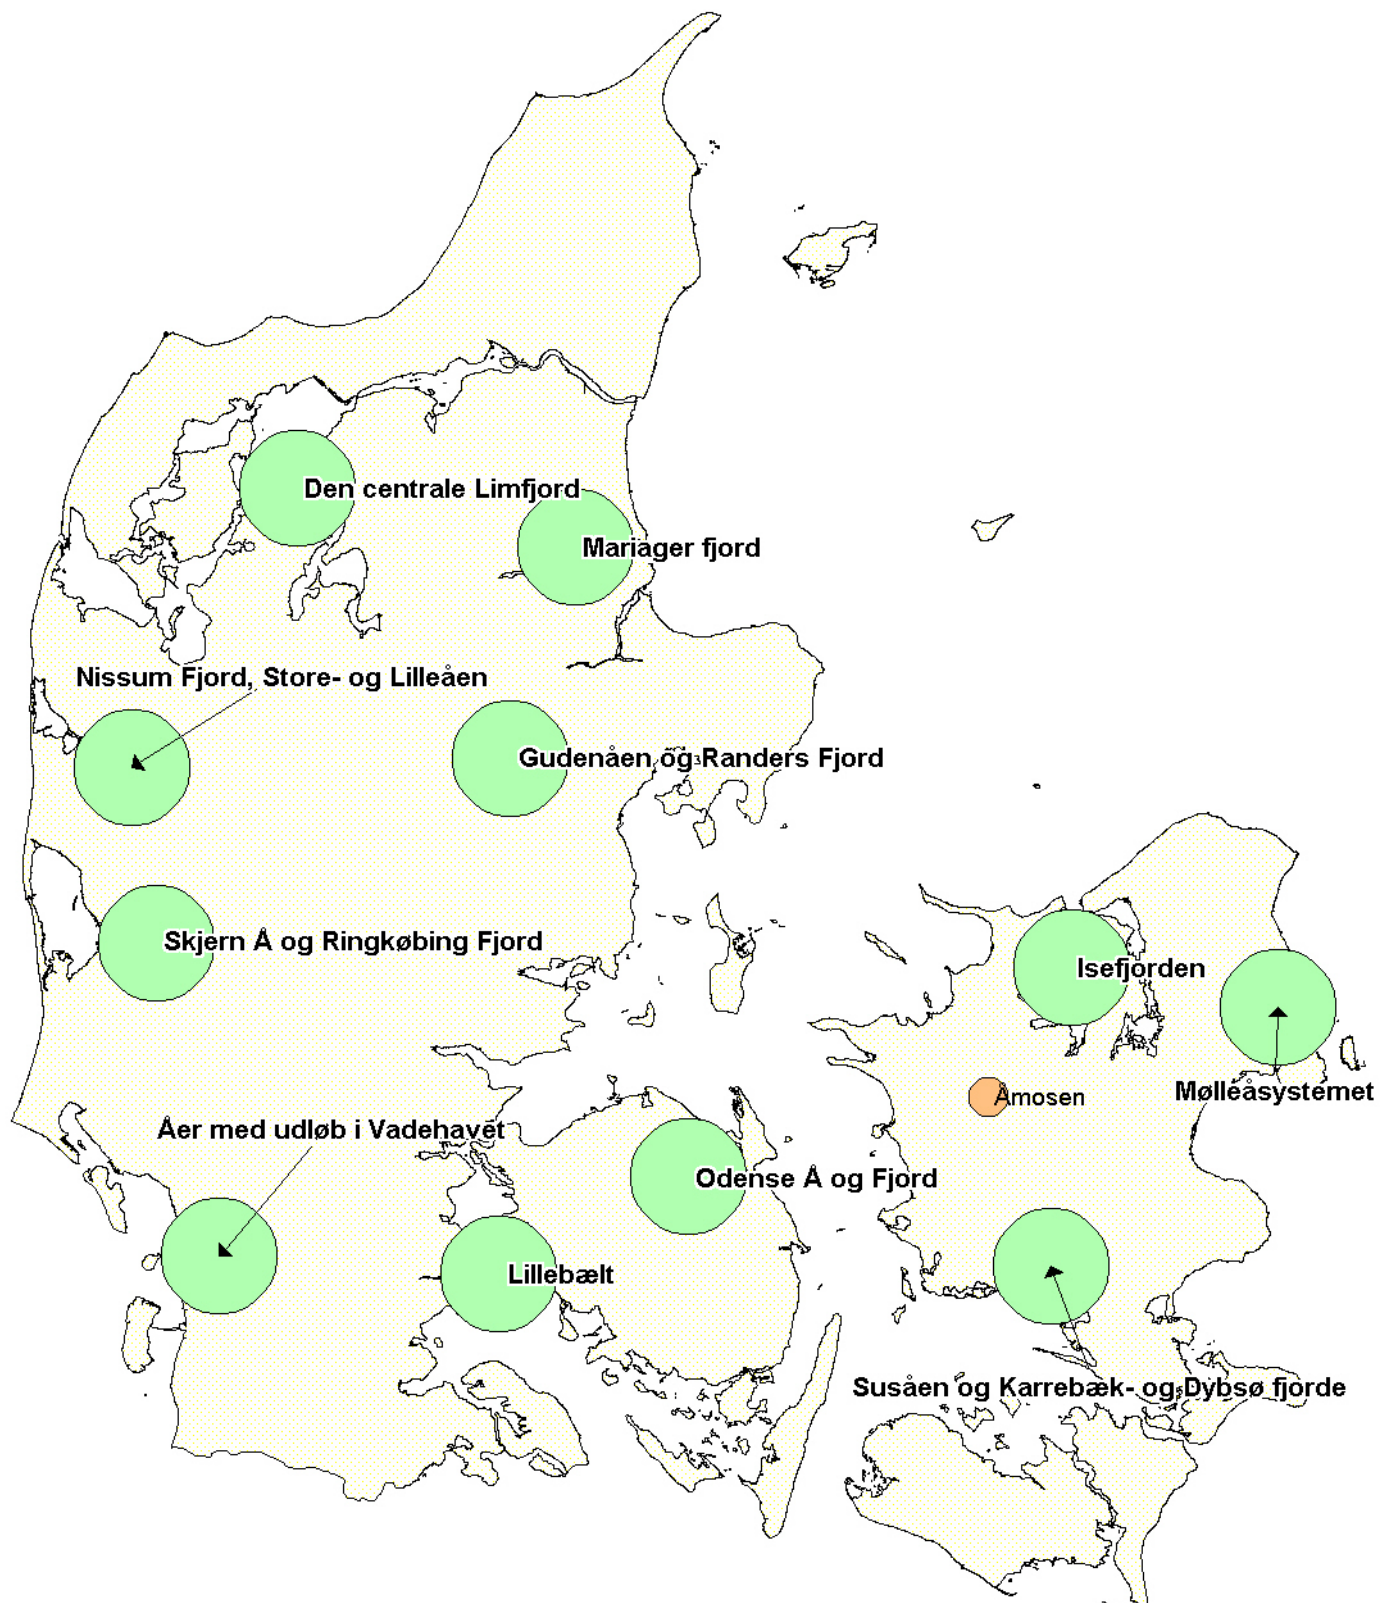 Den centrale Limfjord
Mariager fjord
Nissum Fjord, Store- og Lilleåen
Gudenåen og Randers Fjord
Skjern Å og Ringkøbing Fjord
Isefjorden
Mølleåsystemet
Åmosen
Åer med udløb i Vadehavet
Odense Å og Fjord
Lillebælt
Susåen og Karrebæk- og Dybsø fjorde